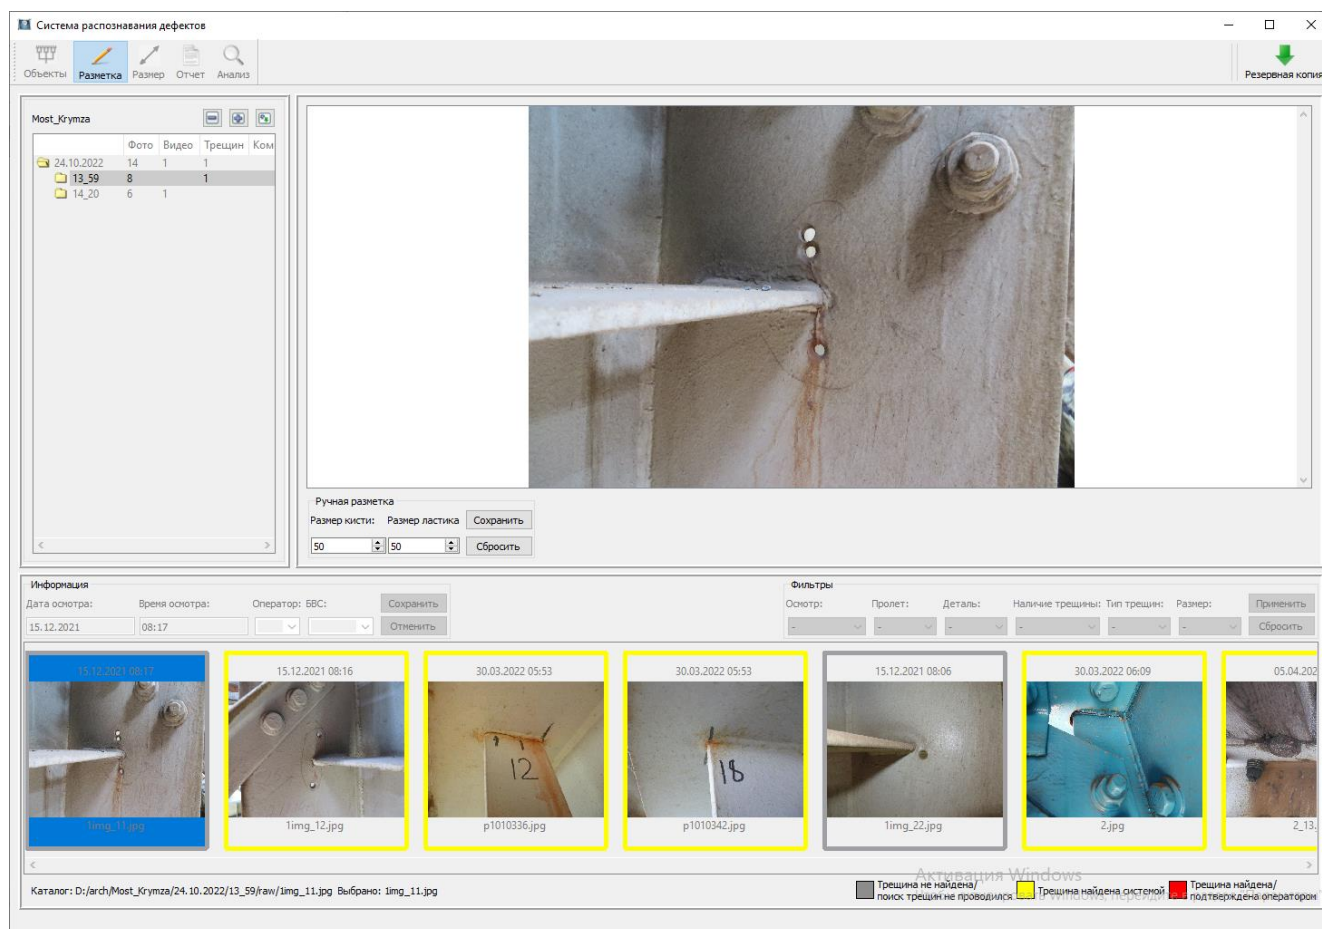 Система распознавания дефектов
Объекты Разметка Размер Отчет Анализ Резервная копия
Most_Krymza
Фото Видео Трещин Ком
24.10.2022 14 1 1
13_59 8 1
14_20 6 1
Ручная разметка
Размер кисти: Размер ластика Сохранить
50 50 Сбросить
Информация
Дата осмотра: Время осмотра: Оператор: БВС: Сохранить
15.12.2021 08:17 Отменить
Фильтры
Осмотр: Пролет: Деталь: Наличие трещины: Тип трещин: Размер: Применить
- - - - - - Сбросить
15.12.2021 08:17 15.12.2021 08:16 30.03.2022 05:53 30.03.2022 05:53 15.12.2021 08:06 30.03.2022 06:09 05.04.202
12 18
1img_11.jpg 1img_12.jpg p1010336.jpg p1010342.jpg 1img_22.jpg 2.jpg 2_13.
Активация Windows
Каталог: D:/arch/Most_Krymza/24.10.2022/13_59/raw/1img_11.jpg Выбрано: 1img_11.jpg
Трещина не найдена/
поиск трещин не проводился
Трещина найдена системой
Трещина найдена/
подтверждена оператором